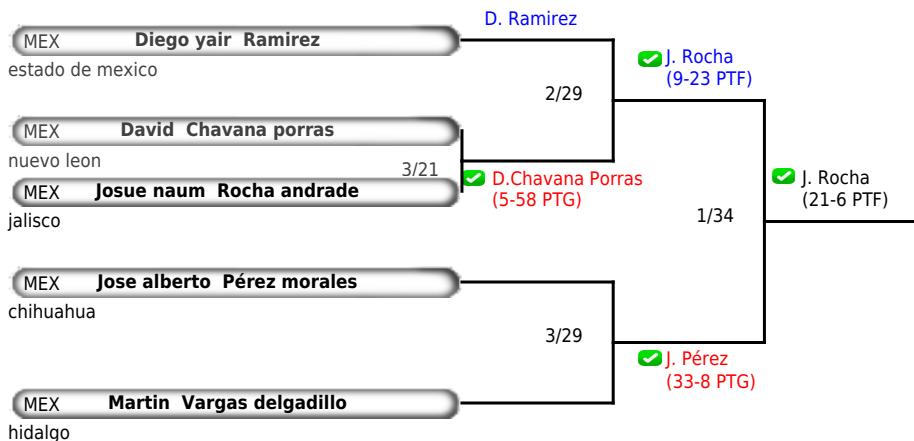 D. Ramirez
MEX Diego yair Ramirez
estado de mexico
J. Rocha
(9-23 PTF)
2/29
MEX David Chavana porras
nuevo leon
3/21
D.Chavana Porras
(5-58 PTG)
MEX Josue naum Rocha andrade
jalisco
J. Rocha
(21-6 PTF)
1/34
MEX Jose alberto Pérez morales
chihuahua
3/29
J. Pérez
(33-8 PTG)
MEX Martin Vargas delgadillo
hidalgo